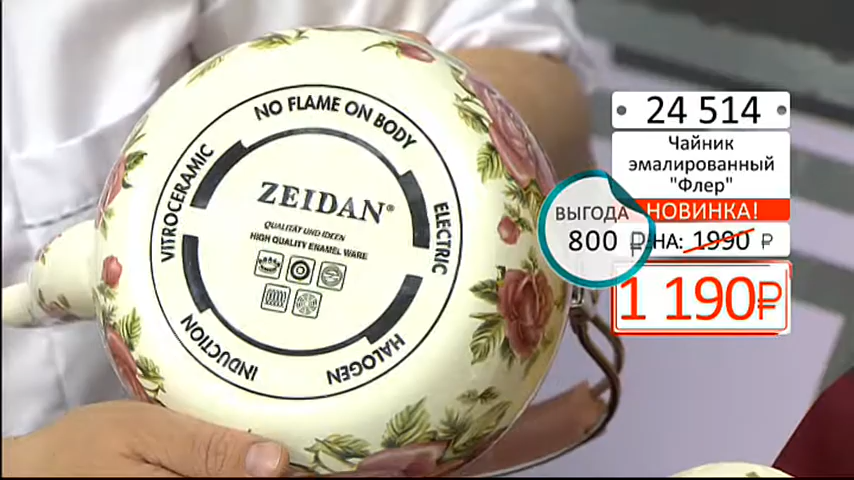 NO FLAME ON BODY
VITROCERAMIC
ELECTRIC
ZEIDAN®
QUALITÄT UND IDEEN
HIGH QUALITY ENAMEL WARE
INDUCTION
HALOGEN
24 514
Чайник
эмалированный
"Флер"
НОВИНКА!
ВЫГОДА
800 ₽
ЕНА: 1990 ₽
1 190₽